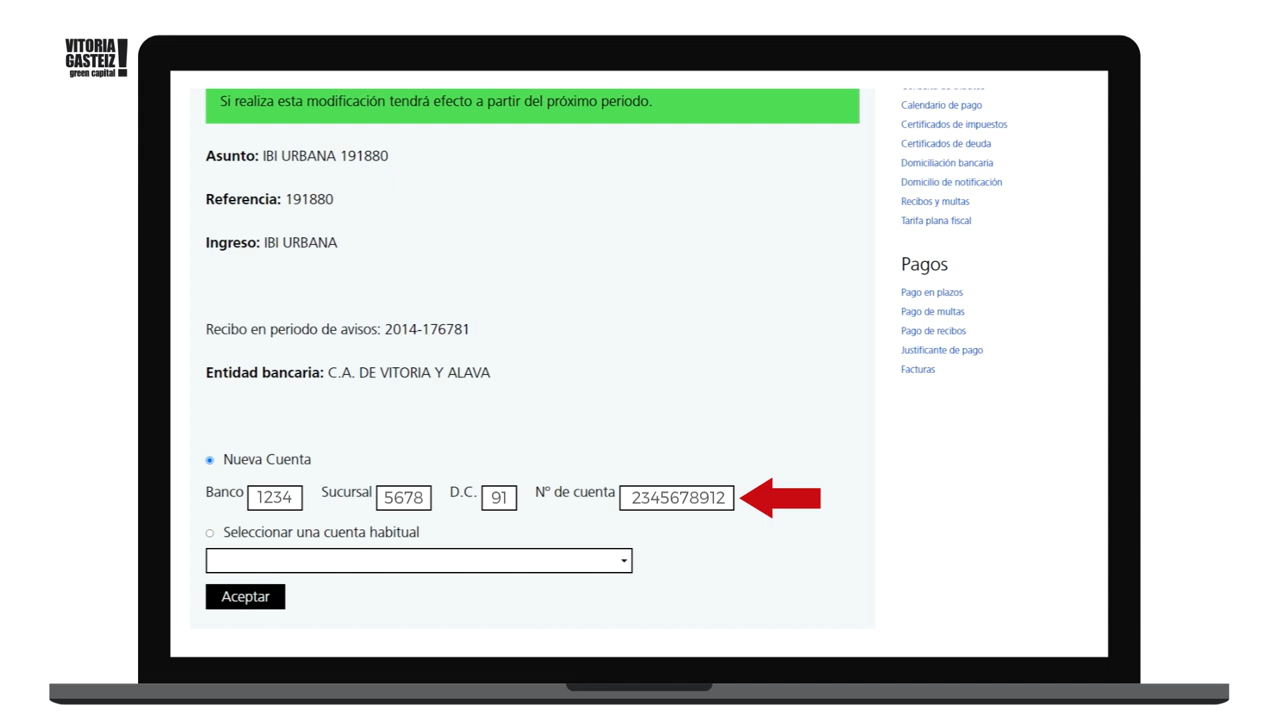 VITORIA
GASTEIZ
green capital
Si realiza esta modificación tendrá efecto a partir del próximo periodo.
Asunto: IBI URBANA 191880
Referencia: 191880
Ingreso: IBI URBANA
Recibo en periodo de avisos: 2014-176781
Entidad bancaria: C.A. DE VITORIA Y ALAVA
Nueva Cuenta
Banco 1234 Sucursal 5678 D.C. 91 Nº de cuenta 2345678912
Seleccionar una cuenta habitual
Aceptar
Calendario de pago
Certificados de impuestos
Certificados de deuda
Domiciliación bancaria
Domicilio de notificación
Recibos y multas
Tarifa plana fiscal
Pagos
Pago en plazos
Pago de multas
Pago de recibos
Justificante de pago
Facturas